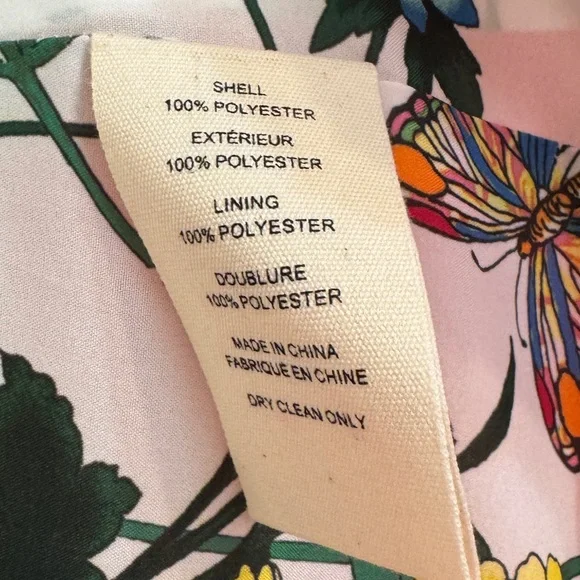 SHELL
100% POLYESTER
EXTÉRIEUR
100% POLYESTER
LINING
100% POLYESTER
DOUBLURE
100% POLYESTER
MADE IN CHINA
FABRIQUE EN CHINE
DRY CLEAN ONLY